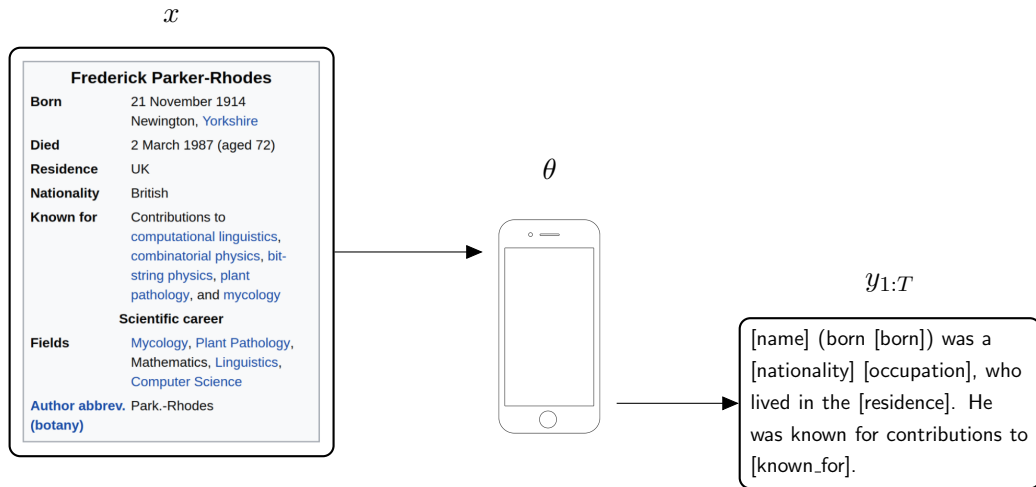 x
Frederick Parker-Rhodes
Born 21 November 1914
Newington, Yorkshire
Died 2 March 1987 (aged 72)
Residence UK
Nationality British
Known for Contributions to
computational linguistics,
combinatorial physics, bit-
string physics, plant
pathology, and mycology
Scientific career
Fields Mycology, Plant Pathology,
Mathematics, Linguistics,
Computer Science
Author abbrev. Park.-Rhodes
(botany)
θ
y1:T
[name] (born [born]) was a
[nationality] [occupation], who
lived in the [residence]. He
was known for contributions to
[known_for].